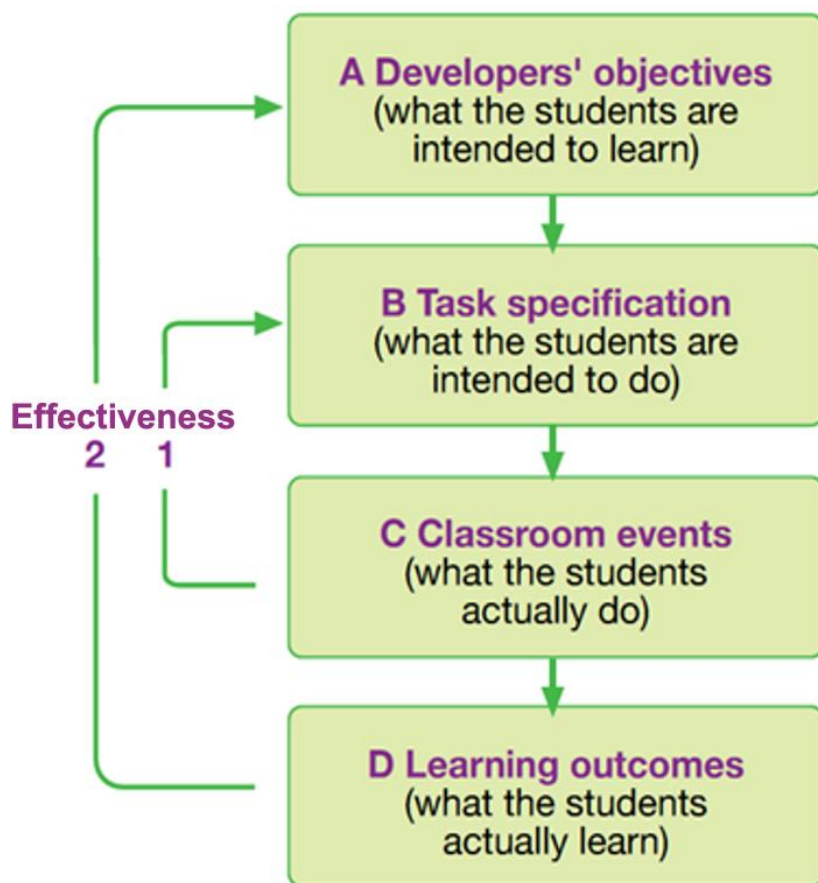 A Developers' objectives
(what the students are
intended to learn)
B Task specification
(what the students are
intended to do)
Effectiveness
2 1
C Classroom events
(what the students
actually do)
D Learning outcomes
(what the students
actually learn)